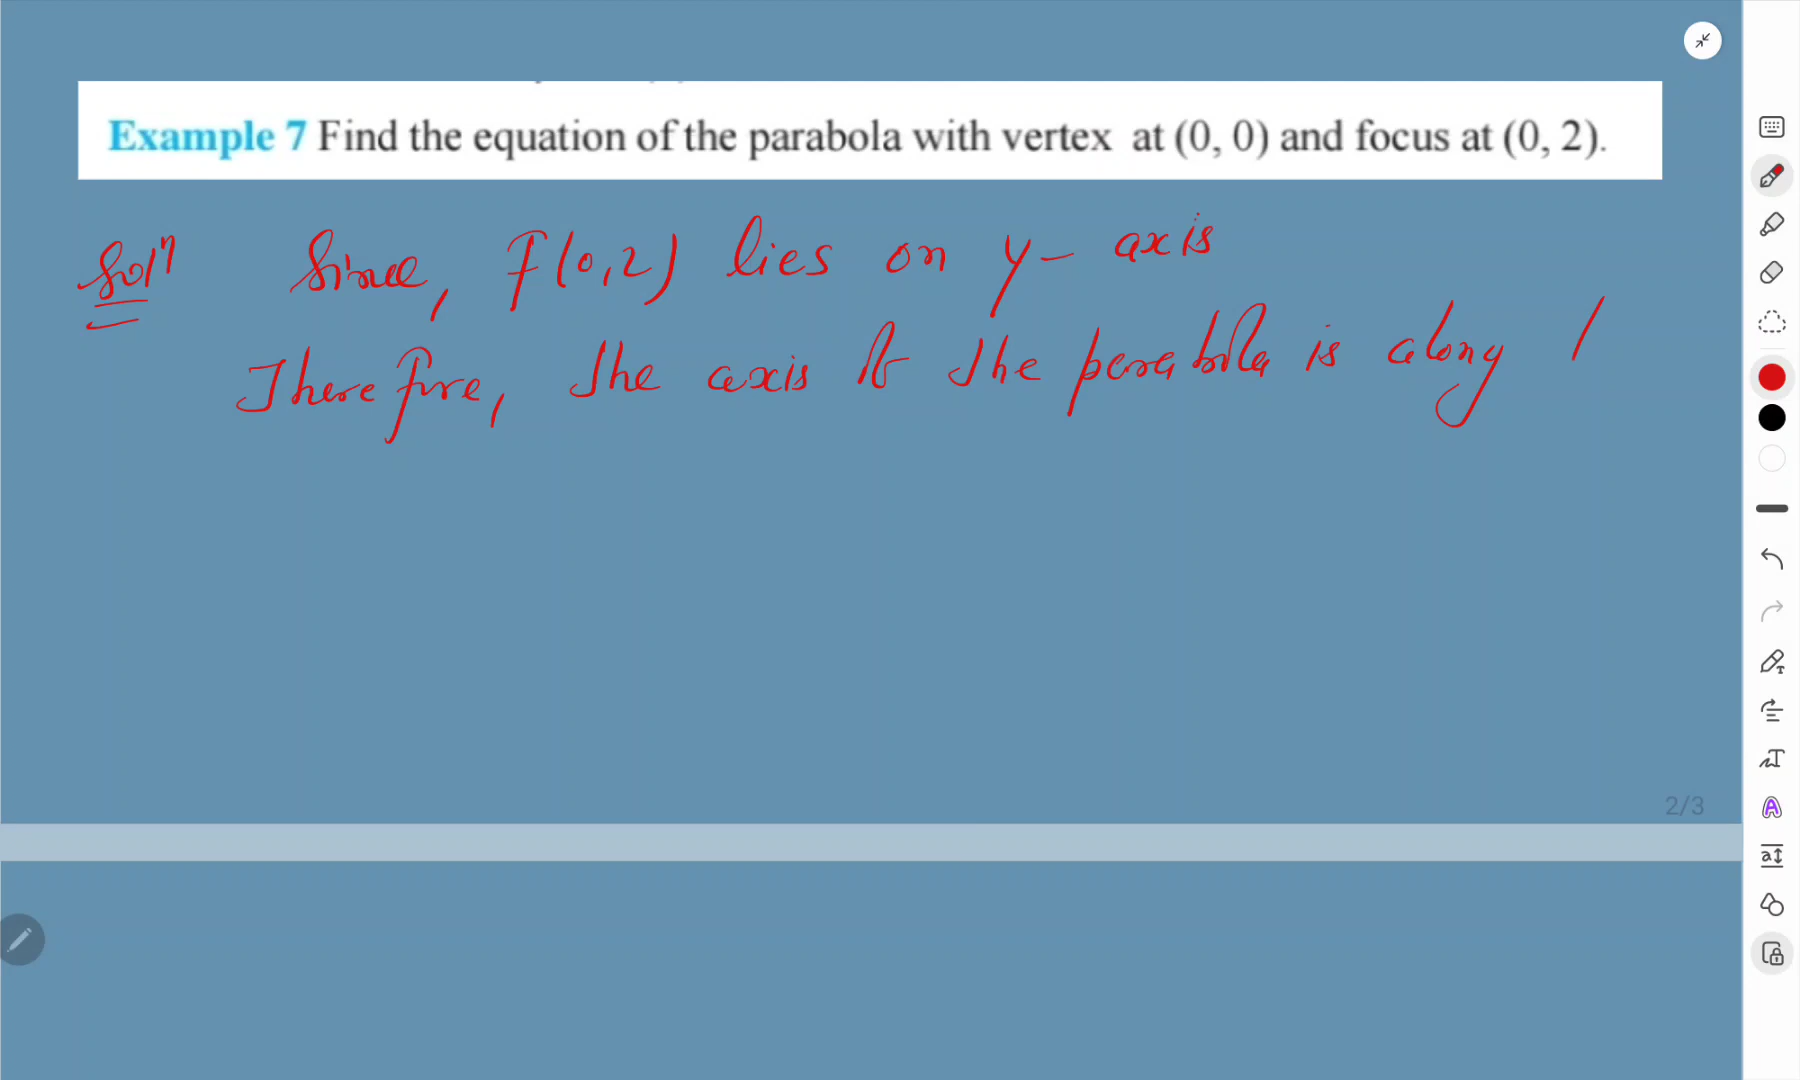 Example 7 Find the equation of the parabola with vertex at (0, 0) and focus at (0, 2).
Solⁿ Since, F(0,2) lies on y- axis
Therefore, the axis of the parabola is along
2/3